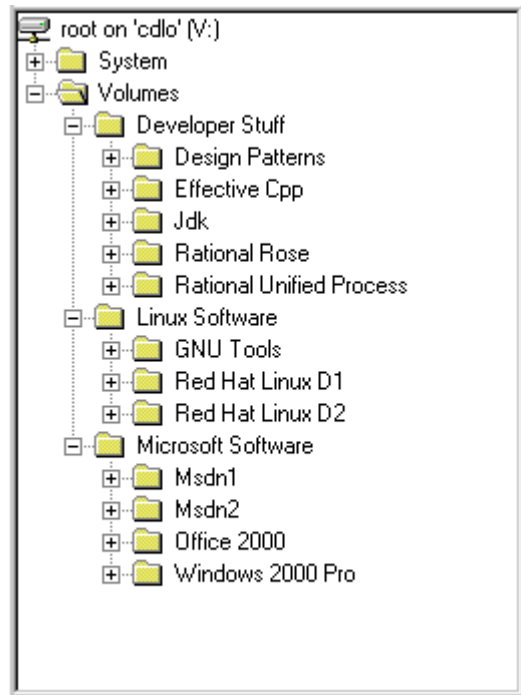 root on 'cdlo' (V:)
System
Volumes
Developer Stuff
Design Patterns
Effective Cpp
Jdk
Rational Rose
Rational Unified Process
Linux Software
GNU Tools
Red Hat Linux D1
Red Hat Linux D2
Microsoft Software
Msdn1
Msdn2
Office 2000
Windows 2000 Pro